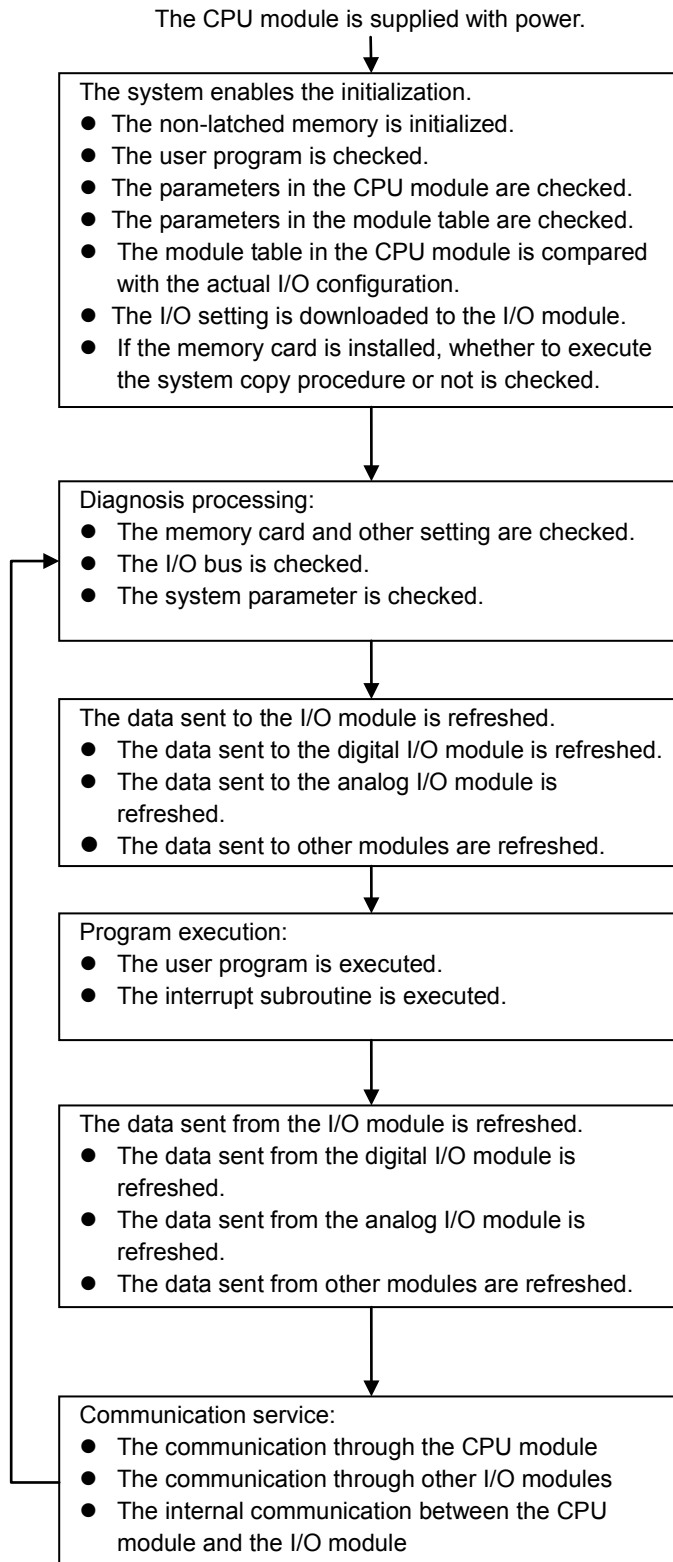 The CPU module is supplied with power.
The system enables the initialization.
● The non-latched memory is initialized.
● The user program is checked.
● The parameters in the CPU module are checked.
● The parameters in the module table are checked.
● The module table in the CPU module is compared
with the actual I/O configuration.
● The I/O setting is downloaded to the I/O module.
● If the memory card is installed, whether to execute
the system copy procedure or not is checked.
Diagnosis processing:
● The memory card and other setting are checked.
● The I/O bus is checked.
● The system parameter is checked.
The data sent to the I/O module is refreshed.
● The data sent to the digital I/O module is refreshed.
● The data sent to the analog I/O module is
refreshed.
● The data sent to other modules are refreshed.
Program execution:
● The user program is executed.
● The interrupt subroutine is executed.
The data sent from the I/O module is refreshed.
● The data sent from the digital I/O module is
refreshed.
● The data sent from the analog I/O module is
refreshed.
● The data sent from other modules are refreshed.
Communication service:
● The communication through the CPU module
● The communication through other I/O modules
● The internal communication between the CPU
module and the I/O module